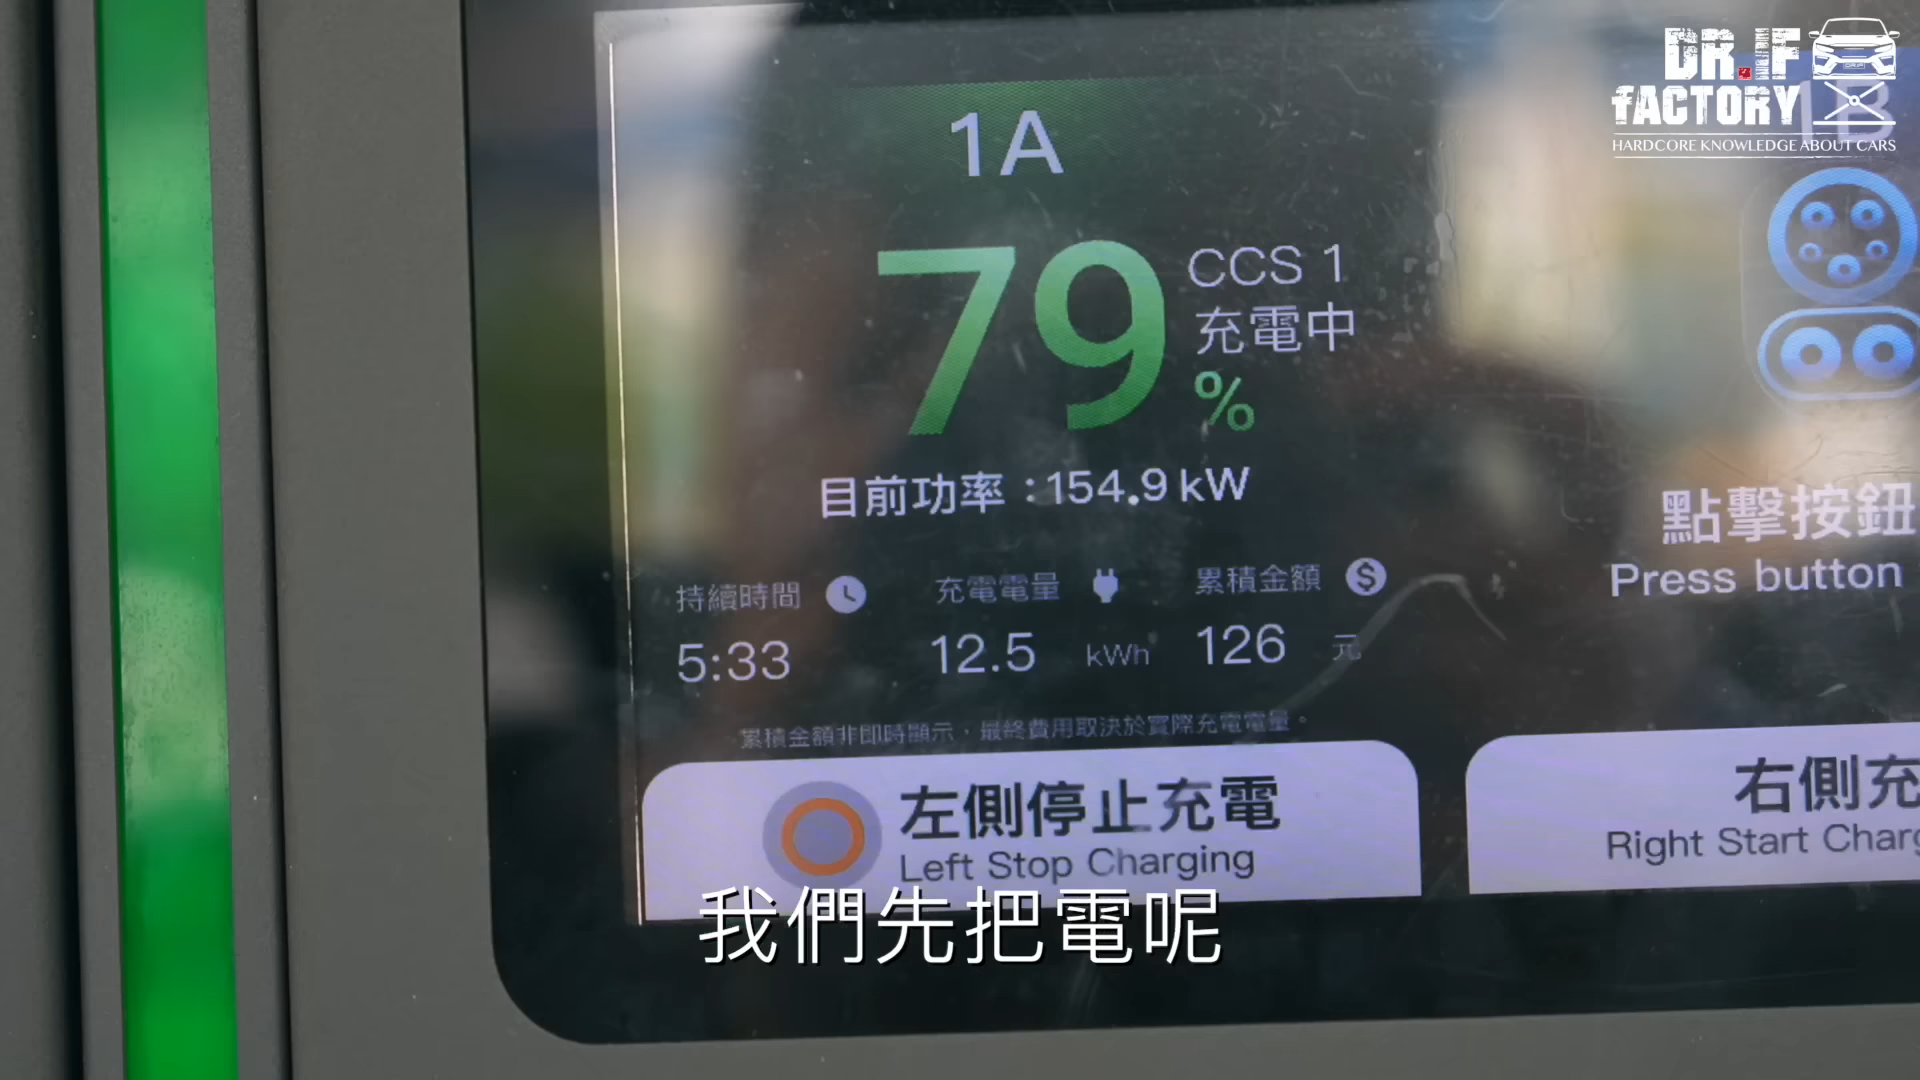 DR.IF
fACTORY
HARDCORE KNOWLEDGE ABOUT CARS
1A
1B
79
CCS 1
充電中
%
目前功率：154.9 kW
持續時間
5:33
充電電量
12.5 kWh
累積金額 $
126 元
累積金額非即時顯示，最終費用取決於實際充電電量。
左側停止充電
Left Stop Charging
點擊按鈕
Press button
右側充
Right Start Charg
我們先把電呢